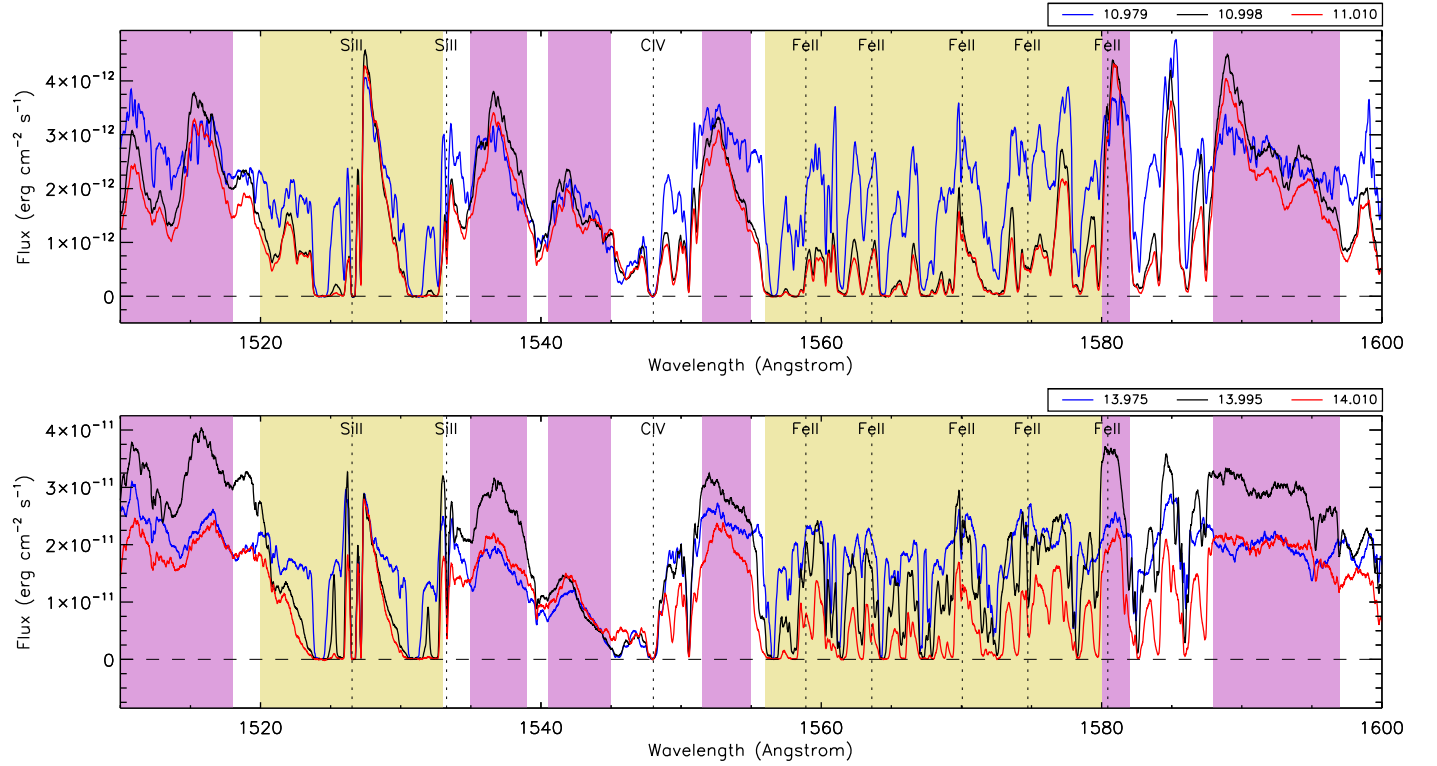 10.979 10.998 11.010
SiII SiII CIV FeII FeII FeII FeII FeII
4×10⁻¹²
3×10⁻¹²
2×10⁻¹²
1×10⁻¹²
0
Flux (erg cm⁻² s⁻¹)
1520 1540 1560 1580 1600
Wavelength (Angstrom)
13.975 13.995 14.010
SiII SiII CIV FeII FeII FeII FeII FeII
4×10⁻¹¹
3×10⁻¹¹
2×10⁻¹¹
1×10⁻¹¹
0
Flux (erg cm⁻² s⁻¹)
1520 1540 1560 1580 1600
Wavelength (Angstrom)